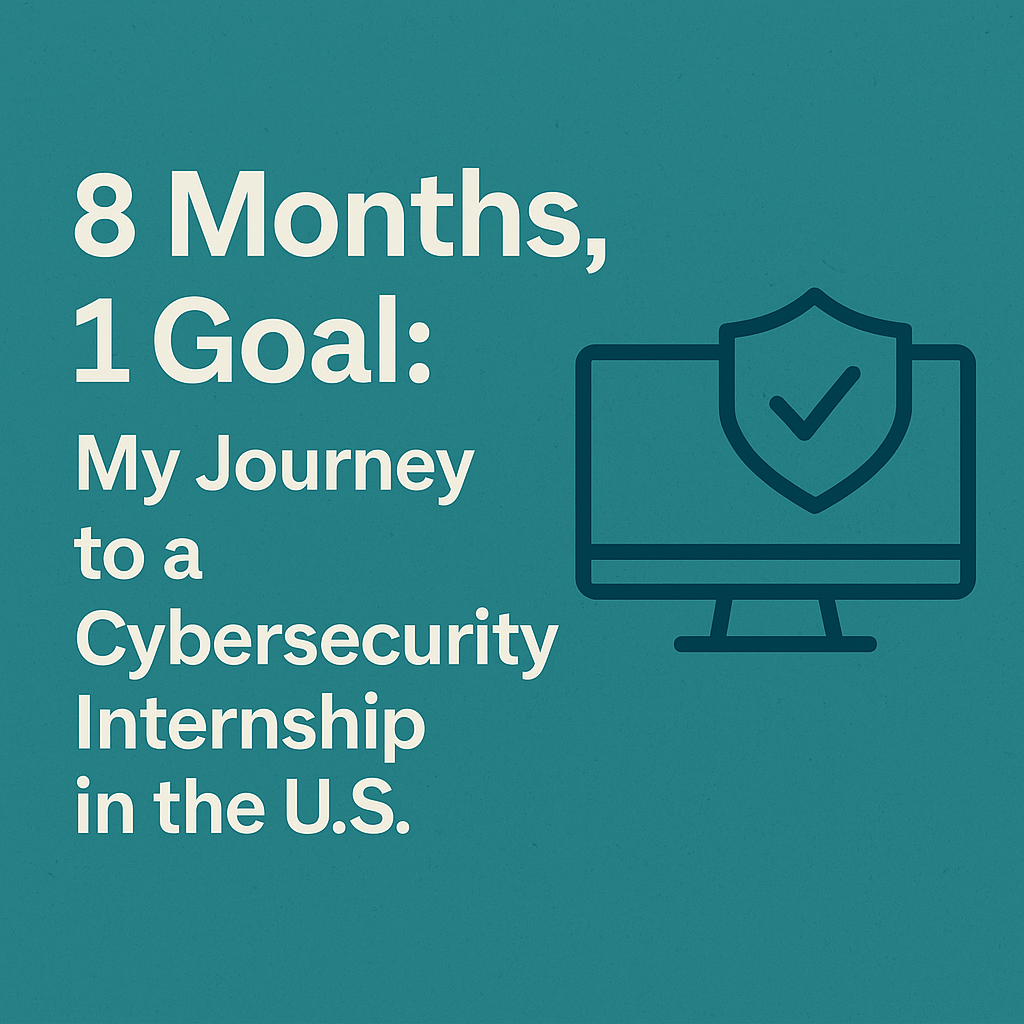 8 Months,
1 Goal:
My Journey
to a
Cybersecurity
Internship
in the U.S.